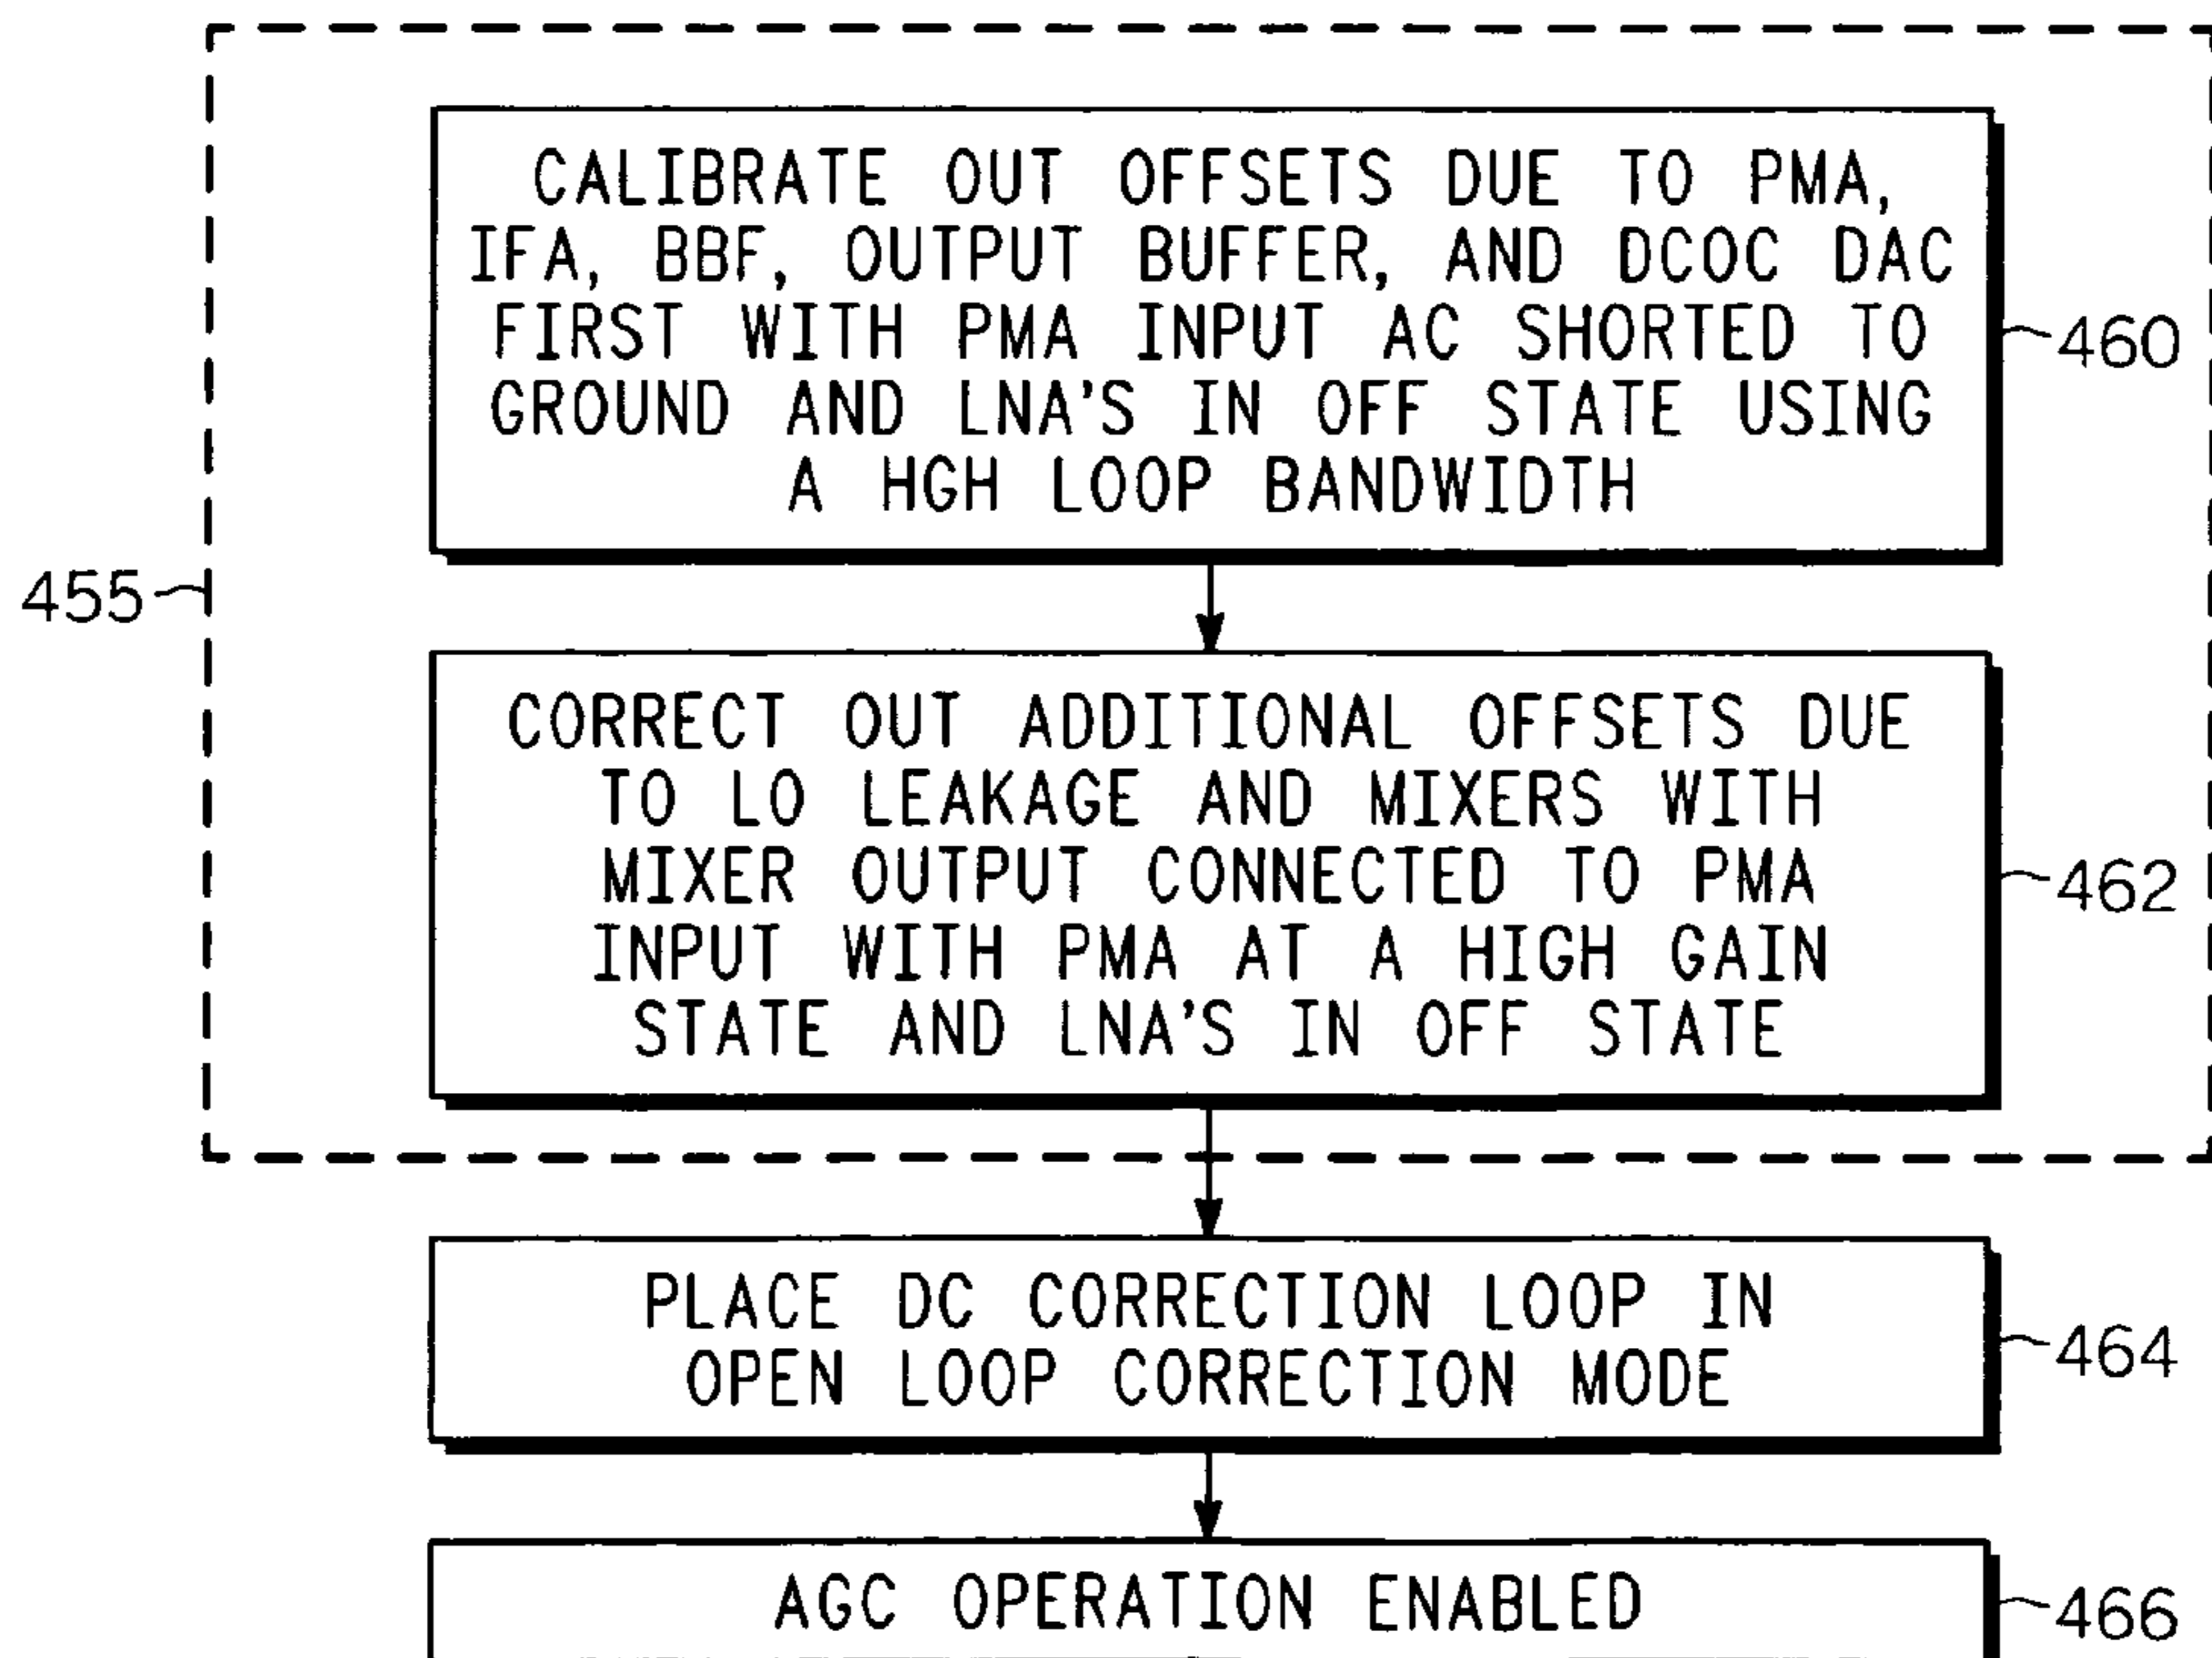 CALIBRATE OUT OFFSETS DUE TO PMA,
IFA, BBF, OUTPUT BUFFER, AND DCOC DAC
FIRST WITH PMA INPUT AC SHORTED TO
GROUND AND LNA'S IN OFF STATE USING
A HGH LOOP BANDWIDTH
460
455
CORRECT OUT ADDITIONAL OFFSETS DUE
TO LO LEAKAGE AND MIXERS WITH
MIXER OUTPUT CONNECTED TO PMA
INPUT WITH PMA AT A HIGH GAIN
STATE AND LNA'S IN OFF STATE
462
PLACE DC CORRECTION LOOP IN
OPEN LOOP CORRECTION MODE
464
AGC OPERATION ENABLED
466